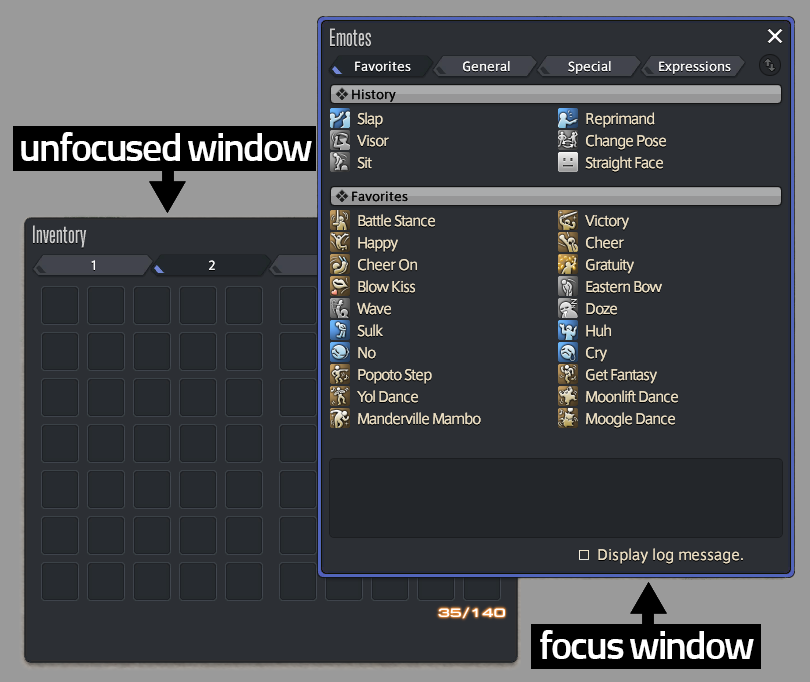 Emotes
Favorites General Special Expressions
History
Slap Reprimand
Visor Change Pose
Sit Straight Face
unfocused window
Favorites
Battle Stance Victory
Happy Cheer
Cheer On Gratuity
Blow Kiss Eastern Bow
Wave Doze
Sulk Huh
No Cry
Popoto Step Get Fantasy
Yol Dance Moonlift Dance
Manderville Mambo Moogle Dance
Display log message.
Inventory
1 2
35/140
focus window